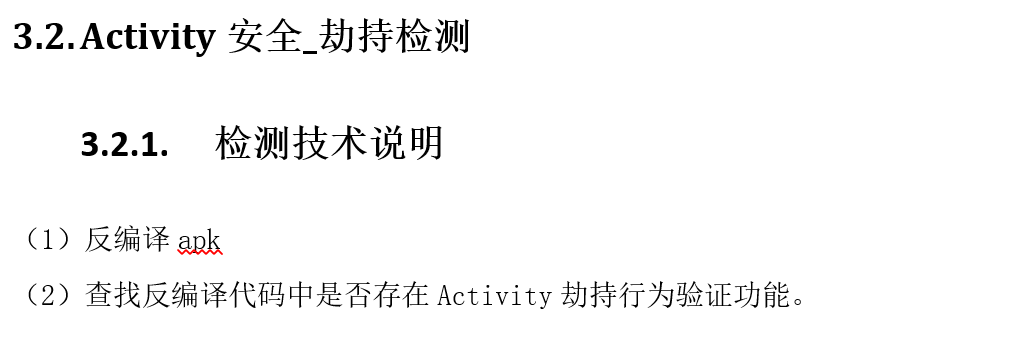 3.2.Activity 安全_劫持检测
3.2.1. 检测技术说明
（1）反编译 apk
（2）查找反编译代码中是否存在 Activity 劫持行为验证功能。